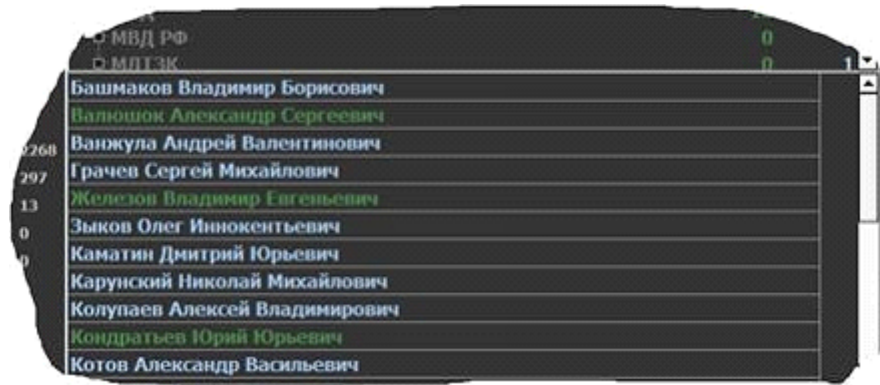 МВД РФ 0
МЛТЗК 0 1
Башмаков Владимир Борисович
Валюшок Александр Сергеевич
2268 Ванжула Андрей Валентинович
297 Грачев Сергей Михайлович
13 Железов Владимир Евгеньевич
0 Зыков Олег Иннокентьевич
0 Каматин Дмитрий Юрьевич
Карунский Николай Михайлович
Колупаев Алексей Владимирович
Кондратьев Юрий Юрьевич
Котов Александр Васильевич